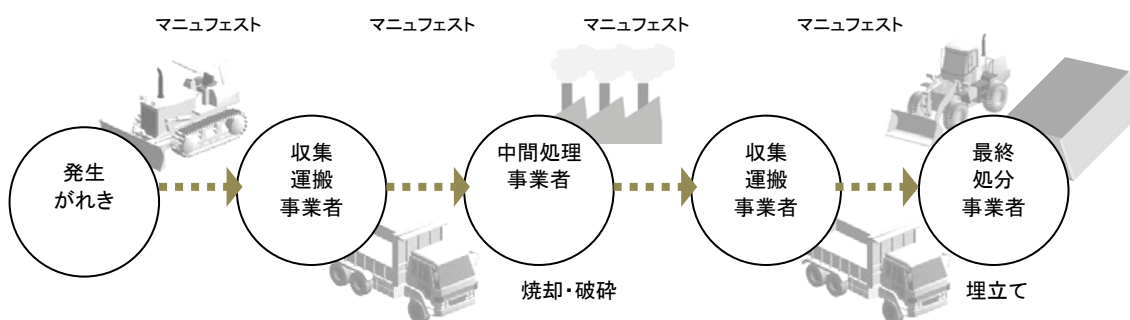 マニュフェスト
マニュフェスト
マニュフェスト
マニュフェスト
発生
がれき
収集
運搬
事業者
中間処理
事業者
収集
運搬
事業者
最終
処分
事業者
焼却・破砕
埋立て